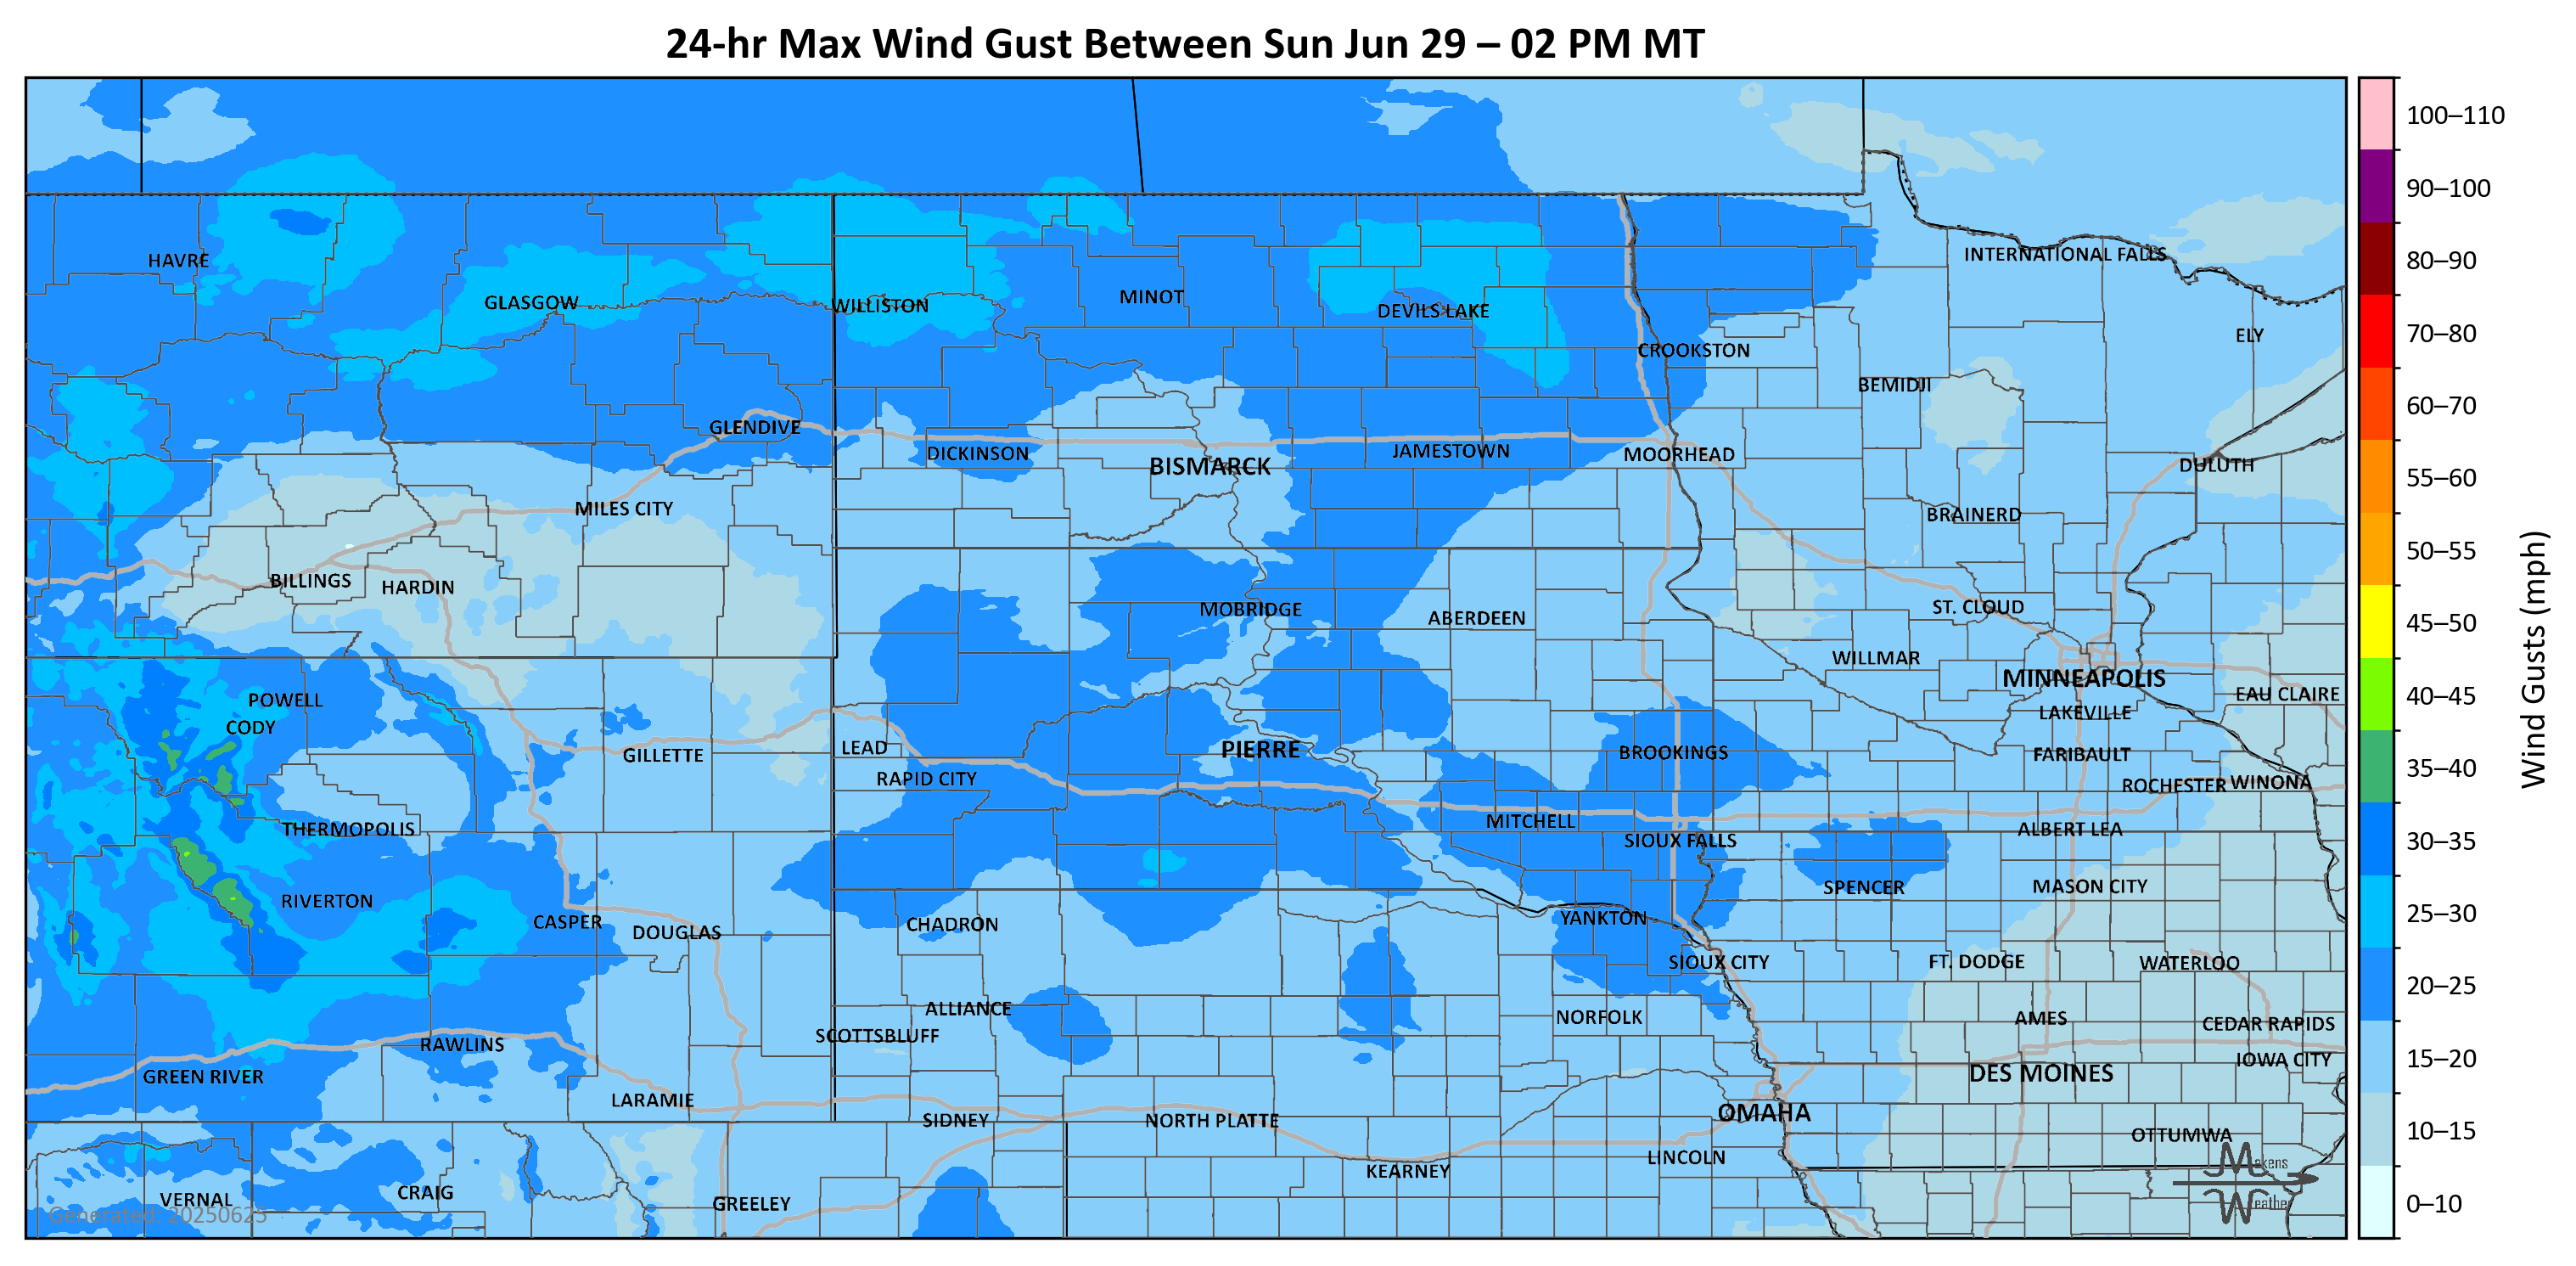 24-hr Max Wind Gust Between Sun Jun 29 – 02 PM MT
HAVRE
GLASGOW
WILLISTON
MINOT
DEVILS LAKE
CROOKSTON
INTERNATIONAL FALLS
ELY
BEMIDJI
GLENDIVE
DICKINSON
BISMARCK
JAMESTOWN
MOORHEAD
DULUTH
MILES CITY
BRAINERD
BILLINGS
HARDIN
MOBRIDGE
ABERDEEN
ST. CLOUD
WILLMAR
MINNEAPOLIS
EAU CLAIRE
POWELL
CODY
LAKEVILLE
GILLETTE
LEAD
PIERRE
BROOKINGS
FARIBAULT
RAPID CITY
ROCHESTER
WINONA
THERMOPOLIS
MITCHELL
SIOUX FALLS
ALBERT LEA
RIVERTON
SPENCER
MASON CITY
CASPER
DOUGLAS
CHADRON
YANKTON
SIOUX CITY
FT. DODGE
WATERLOO
ALLIANCE
NORFOLK
AMES
CEDAR RAPIDS
SCOTTSBLUFF
RAWLINS
IOWA CITY
GREEN RIVER
DES MOINES
LARAMIE
SIDNEY
NORTH PLATTE
OMAHA
OTTUMWA
KEARNEY
LINCOLN
VERNAL
CRAIG
GREELEY
Generated: 20250625
Makens
Weather
100–110
90–100
80–90
70–80
60–70
55–60
50–55
45–50
40–45
35–40
30–35
25–30
20–25
15–20
10–15
0–10
Wind Gusts (mph)